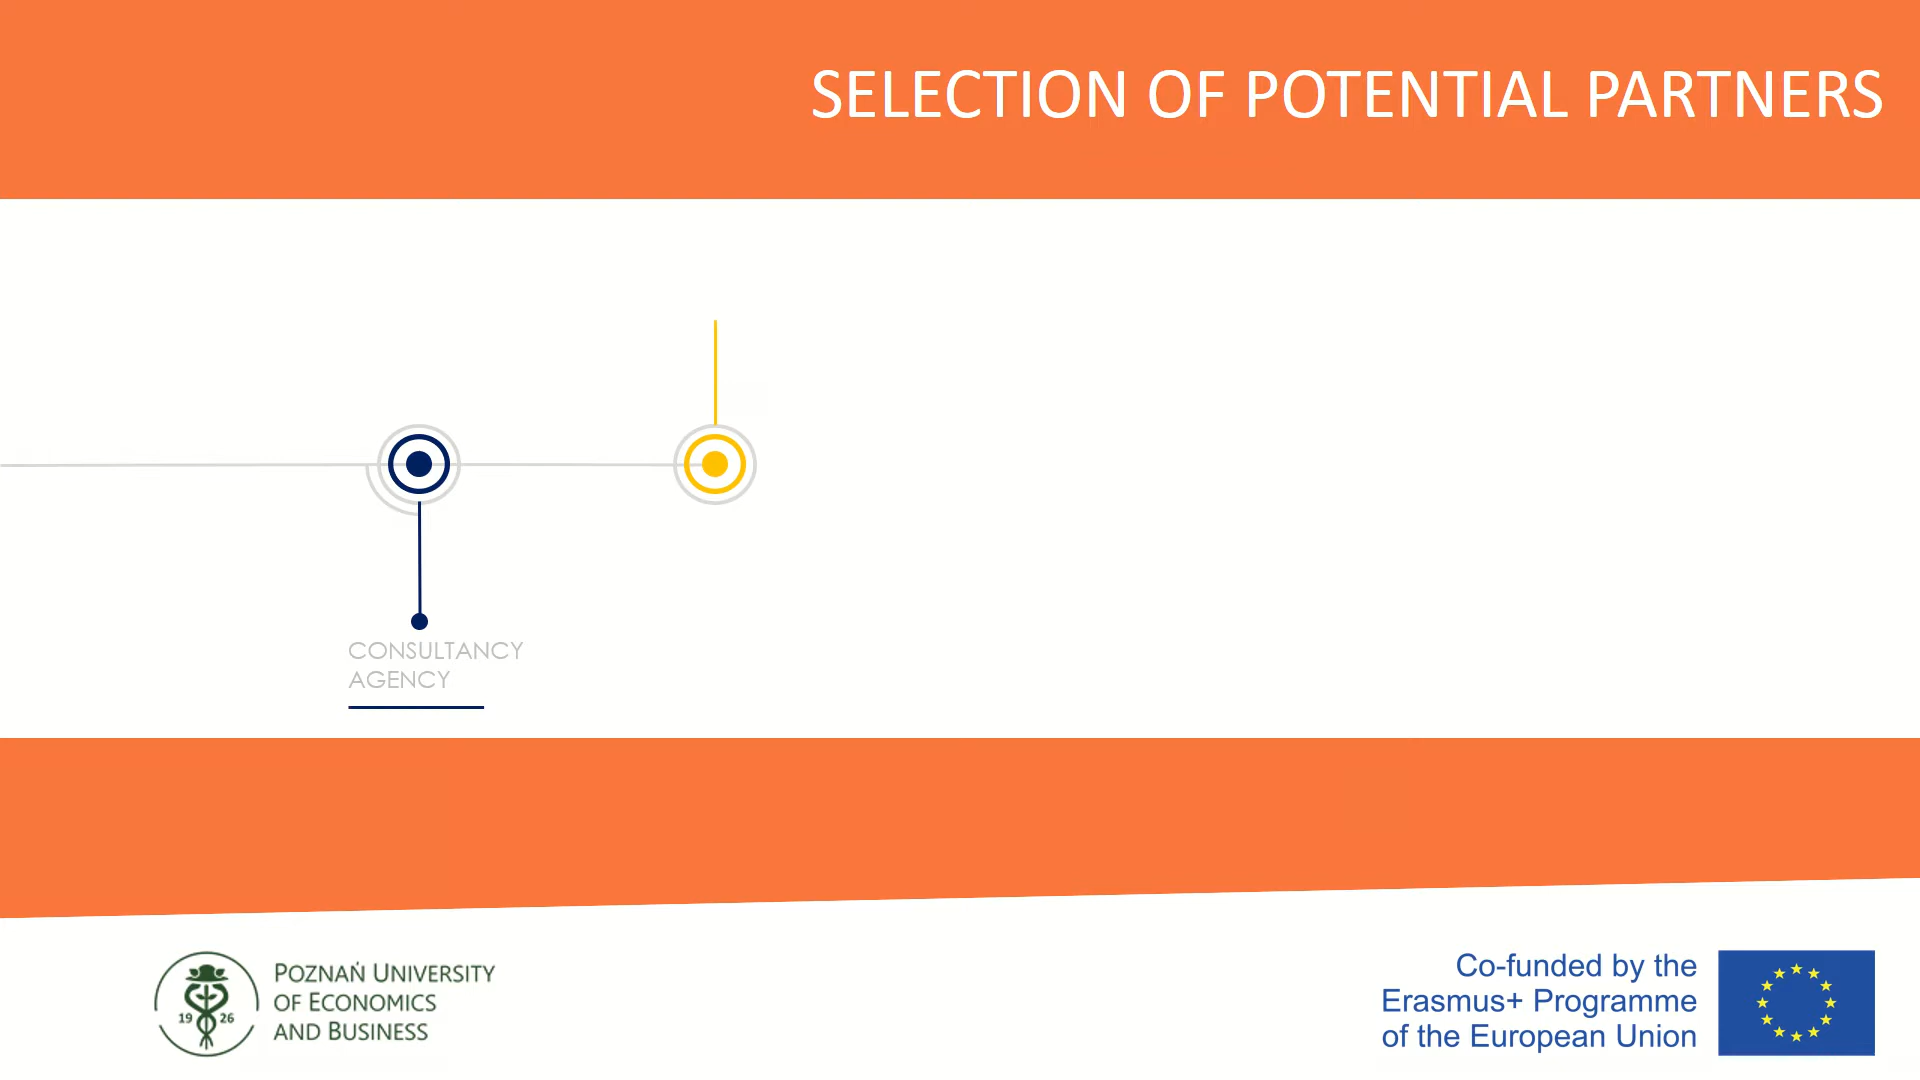 SELECTION OF POTENTIAL PARTNERS
CONSULTANCY
AGENCY
19 26
POZNAŃ UNIVERSITY
OF ECONOMICS
AND BUSINESS
Co-funded by the
Erasmus+ Programme
of the European Union